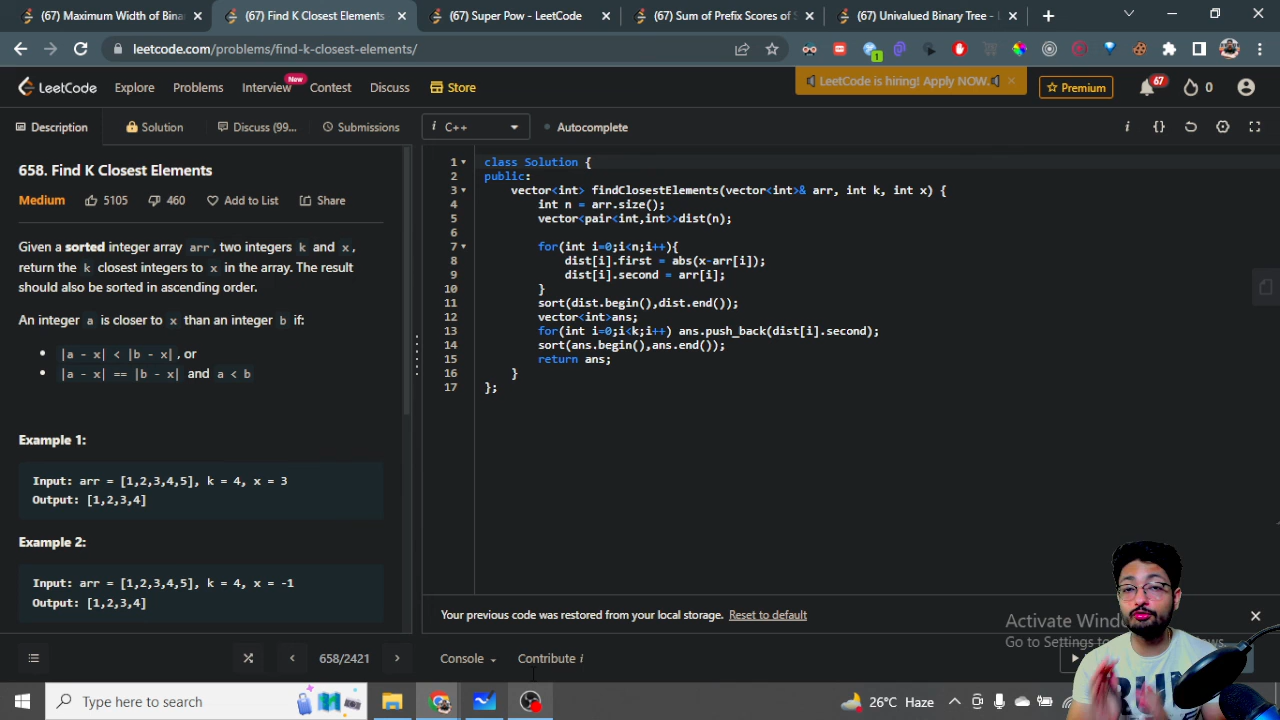 (67) Maximum Width of Bina
(67) Find K Closest Elements
(67) Super Pow - LeetCode
(67) Sum of Prefix Scores of S
(67) Univalued Binary Tree - L
leetcode.com/problems/find-k-closest-elements/
1
LeetCode
Explore
Problems
Interview
New
Contest
Discuss
Store
LeetCode is hiring! Apply NOW.
Premium
67
0
Description
Solution
Discuss (99...
Submissions
i C++
Autocomplete
658. Find K Closest Elements
Medium
5105
460
Add to List
Share
Given a sorted integer array arr, two integers k and x,
return the k closest integers to x in the array. The result
should also be sorted in ascending order.
An integer a is closer to x than an integer b if:
|a - x| < |b - x|, or
|a - x| == |b - x| and a < b
Example 1:
Input: arr = [1,2,3,4,5], k = 4, x = 3
Output: [1,2,3,4]
Example 2:
Input: arr = [1,2,3,4,5], k = 4, x = -1
Output: [1,2,3,4]
1 class Solution {
2 public:
3 vector<int> findClosestElements(vector<int>& arr, int k, int x) {
4 int n = arr.size();
5 vector<pair<int,int>>dist(n);
6
7 for(int i=0;i<n;i++){
8 dist[i].first = abs(x-arr[i]);
9 dist[i].second = arr[i];
10 }
11 sort(dist.begin(),dist.end());
12 vector<int>ans;
13 for(int i=0;i<k;i++) ans.push_back(dist[i].second);
14 sort(ans.begin(),ans.end());
15 return ans;
16 }
17 };
Your previous code was restored from your local storage. Reset to default
Activate Windo
Go to Settings to
658/2421
Console
Contribute i
Type here to search
26°C Haze